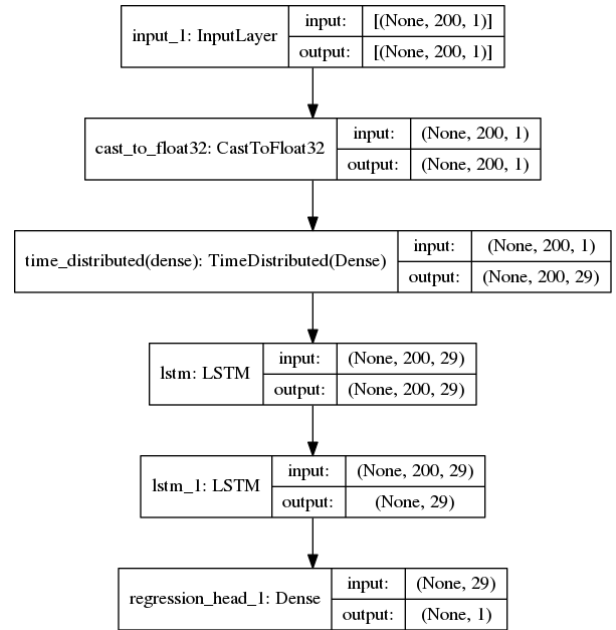 input_1: InputLayer
input: [(None, 200, 1)]
output: [(None, 200, 1)]
cast_to_float32: CastToFloat32
input: (None, 200, 1)
output: (None, 200, 1)
time_distributed(dense): TimeDistributed(Dense)
input: (None, 200, 1)
output: (None, 200, 29)
lstm: LSTM
input: (None, 200, 29)
output: (None, 200, 29)
lstm_1: LSTM
input: (None, 200, 29)
output: (None, 29)
regression_head_1: Dense
input: (None, 29)
output: (None, 1)